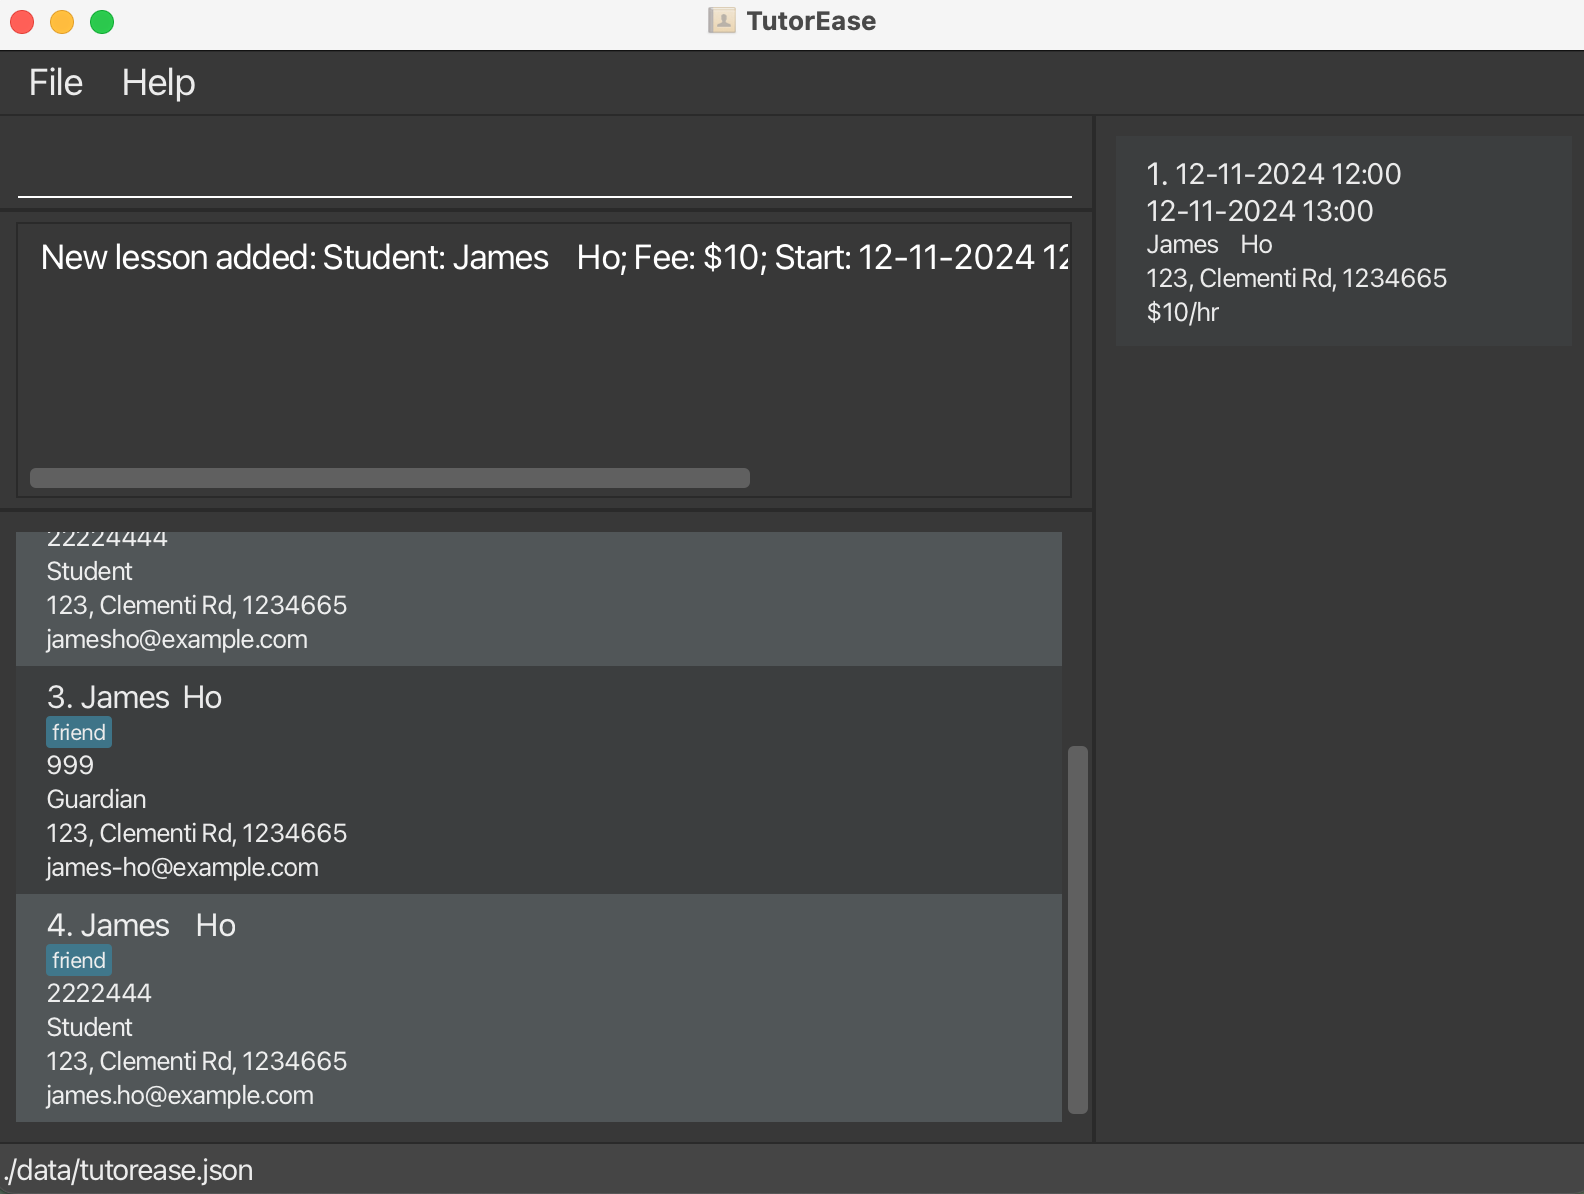 TutorEase
File Help
New lesson added: Student: James    Ho; Fee: $10; Start: 12-11-2024 12
22224444
Student
123, Clementi Rd, 1234665
jamesho@example.com
3. James  Ho
friend
999
Guardian
123, Clementi Rd, 1234665
james-ho@example.com
4. James    Ho
friend
2222444
Student
123, Clementi Rd, 1234665
james.ho@example.com
1. 12-11-2024 12:00
12-11-2024 13:00
James    Ho
123, Clementi Rd, 1234665
$10/hr
./data/tutorease.json